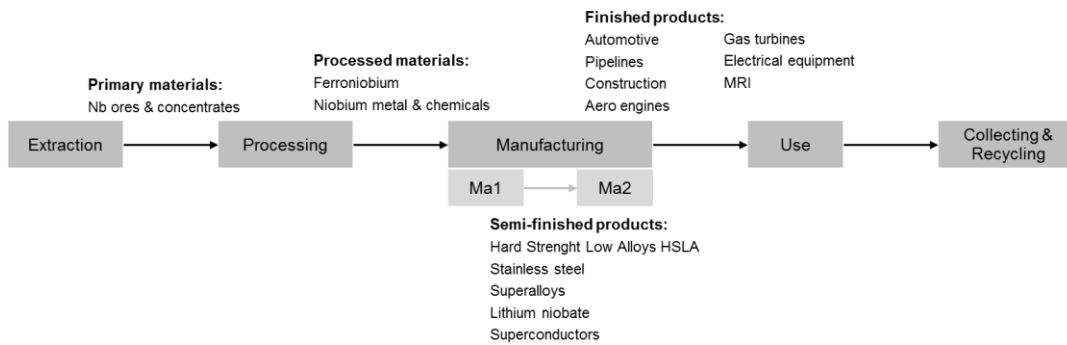 Finished products:
Automotive
Gas turbines
Pipelines
Electrical equipment
Construction
MRI
Aero engines
Processed materials:
Ferroniobium
Niobium metal & chemicals
Primary materials:
Nb ores & concentrates
Extraction
Processing
Manufacturing
Use
Collecting &
Recycling
Ma1
Ma2
Semi-finished products:
Hard Strenght Low Alloys HSLA
Stainless steel
Superalloys
Lithium niobate
Superconductors